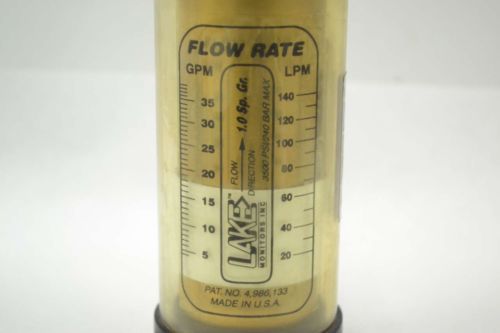 FLOW RATE
GPM
LPM
35
30
25
20
15
10
5
1.0 Sp. Gr.
FLOW
DIRECTION
3500 PSI/240 BAR MAX
LAKE™
MONITORS INC
140
120
100
80
60
40
20
PAT. NO. 4,986,133
MADE IN U.S.A.